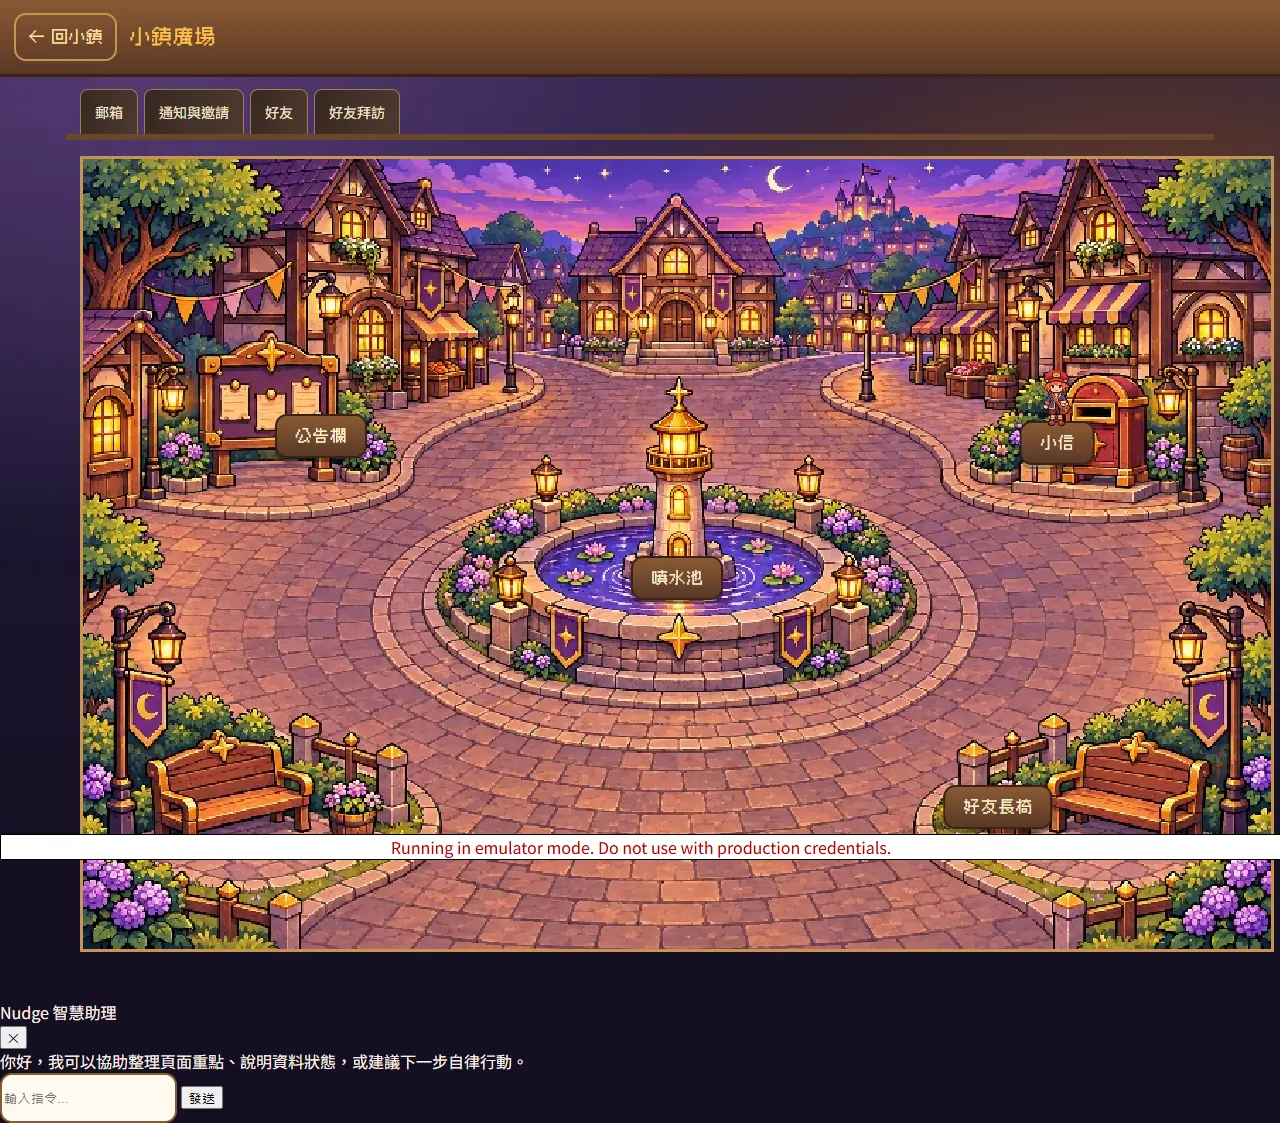 ← 回小鎮 小鎮廣場
郵箱 通知與邀請 好友 好友拜訪
公告欄
小信
噴水池
好友長椅
Running in emulator mode. Do not use with production credentials.
Nudge 智慧助理
×
你好，我可以協助整理頁面重點、說明資料狀態，或建議下一步自律行動。
輸入指令... 發送